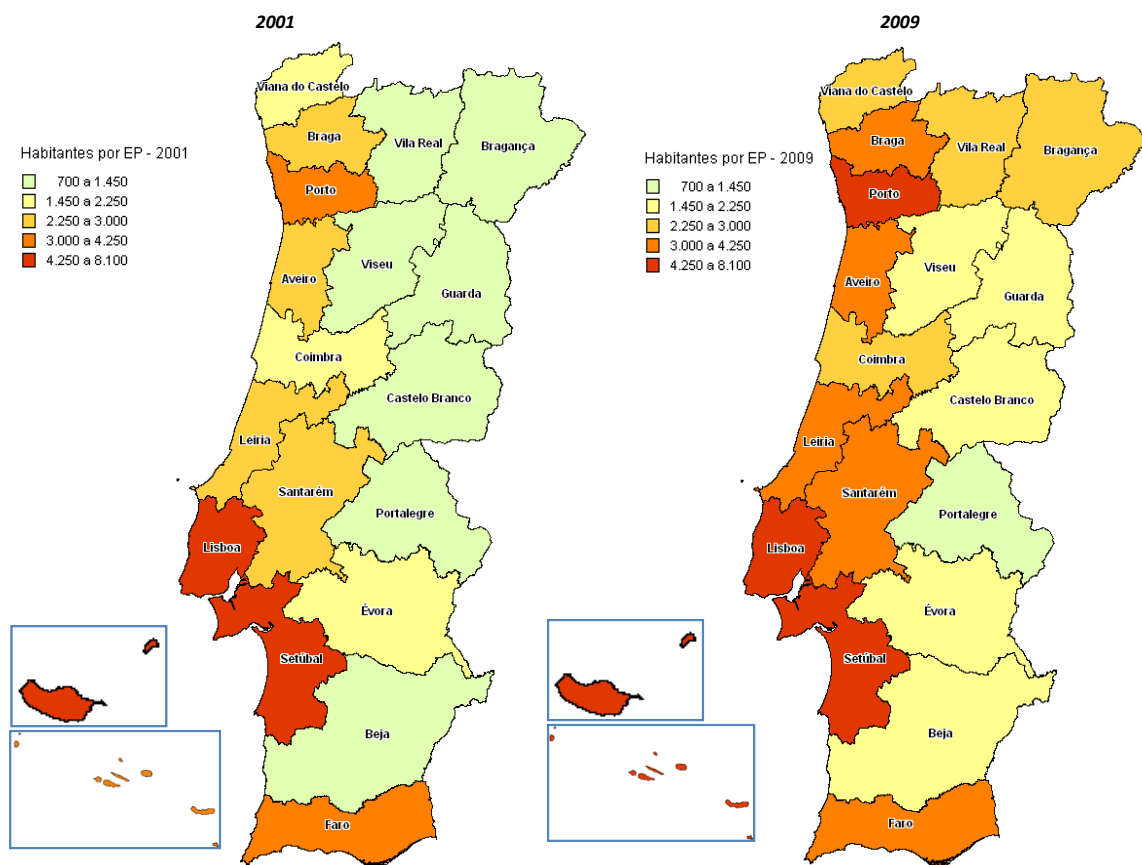 2001
Viana do Castelo
Braga
Vila Real
Bragança
Habitantes por EP - 2001
700 a 1.450
1.450 a 2.250
2.250 a 3.000
3.000 a 4.250
4.250 a 8.100
Porto
Aveiro
Viseu
Guarda
Coimbra
Castelo Branco
Leiria
Santarém
Portalegre
Lisboa
Évora
Setúbal
Beja
Faro
2009
Viana do Castelo
Braga
Vila Real
Bragança
Habitantes por EP - 2009
700 a 1.450
1.450 a 2.250
2.250 a 3.000
3.000 a 4.250
4.250 a 8.100
Porto
Aveiro
Viseu
Guarda
Coimbra
Castelo Branco
Leiria
Santarém
Portalegre
Lisboa
Évora
Setúbal
Beja
Faro